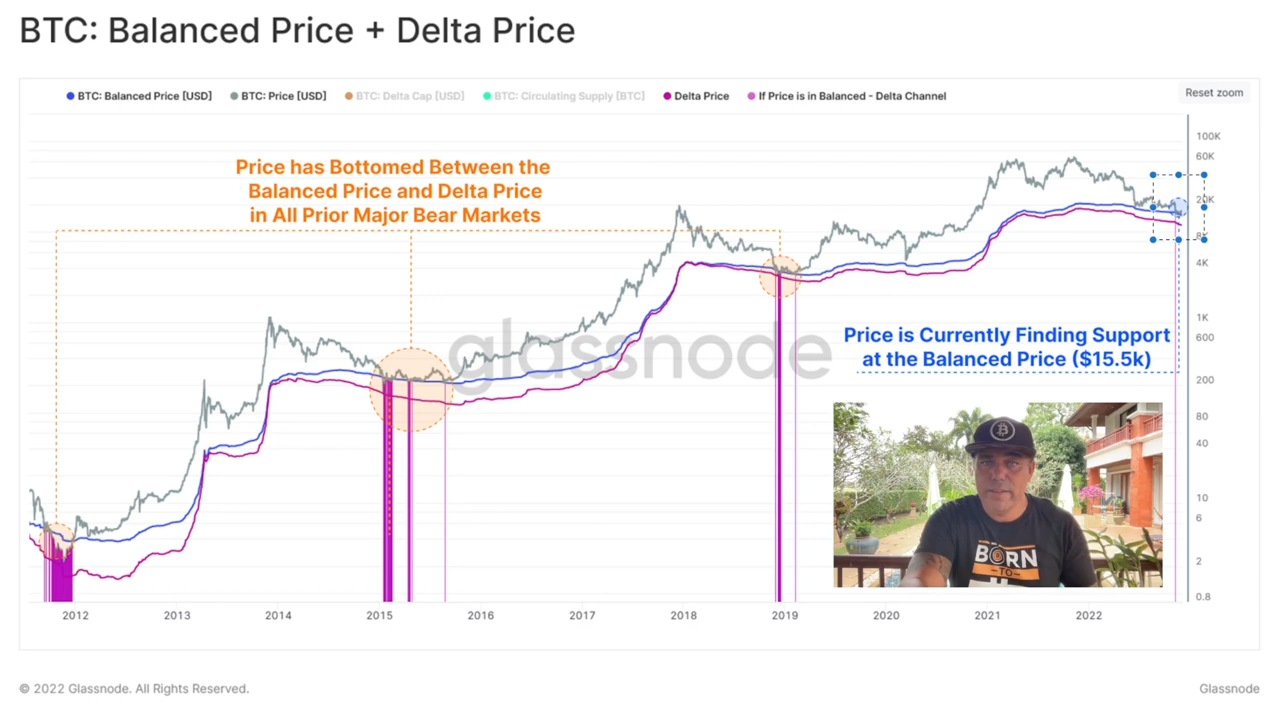 BTC: Balanced Price + Delta Price
BTC: Balanced Price [USD]
BTC: Price [USD]
BTC: Delta Cap [USD]
BTC: Circulating Supply [BTC]
Delta Price
If Price is in Balanced - Delta Channel
Reset zoom
Price has Bottomed Between the
Balanced Price and Delta Price
in All Prior Major Bear Markets
100K
60K
20K
8K
4K
1K
600
200
80
40
10
6
2
0.8
glassnode
Price is Currently Finding Support
at the Balanced Price ($15.5k)
BORN
-TO-
2012
2013
2014
2015
2016
2017
2018
2019
2020
2021
2022
© 2022 Glassnode. All Rights Reserved.
Glassnode